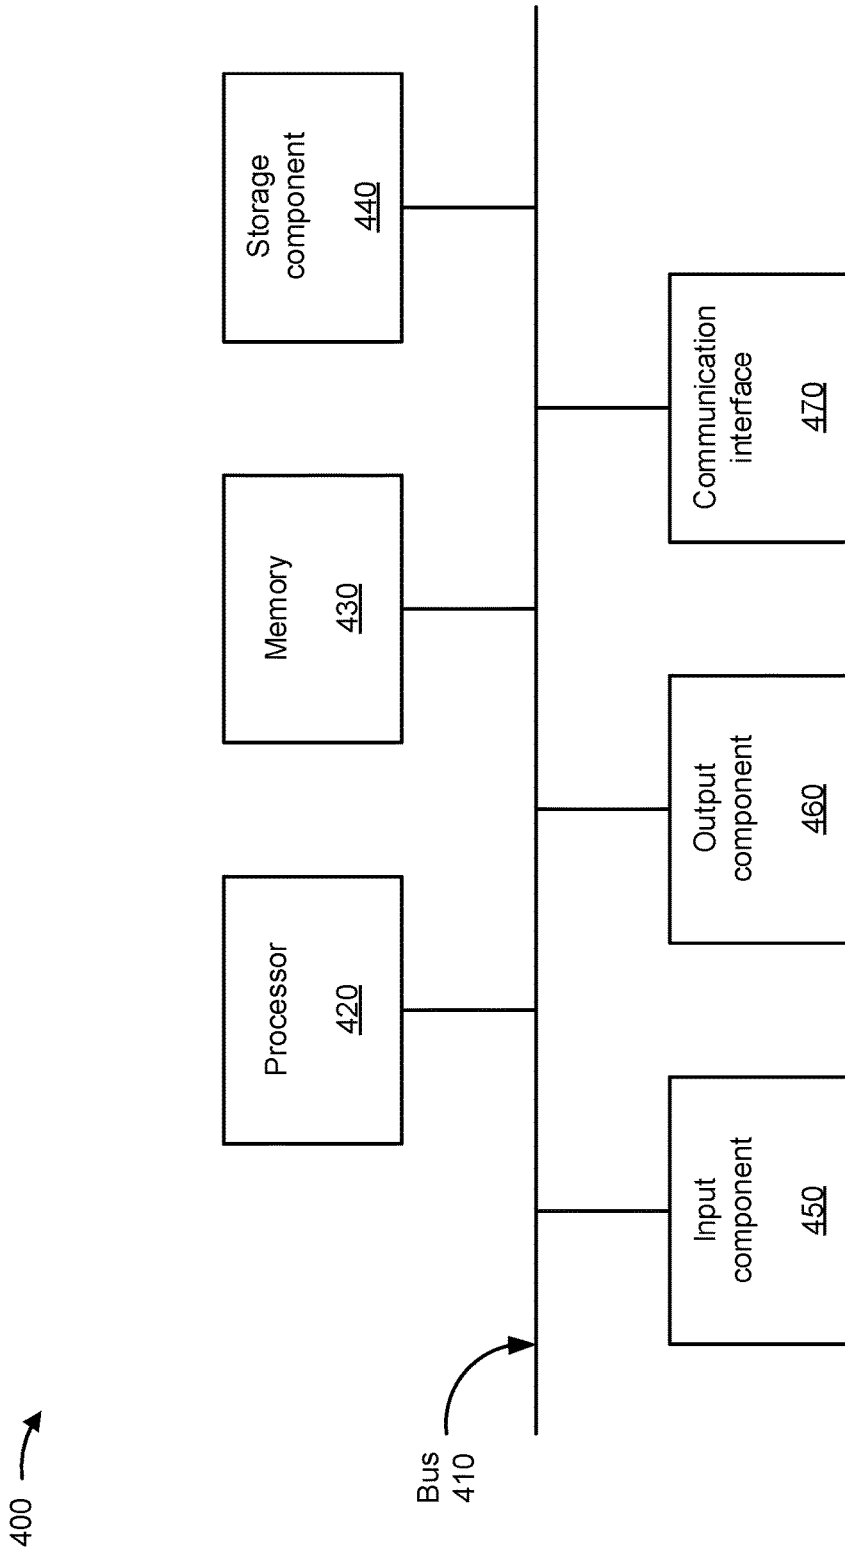 400
Processor
420
Memory
430
Storage
component
440
Bus
410
Input
component
450
Output
component
460
Communication
interface
470